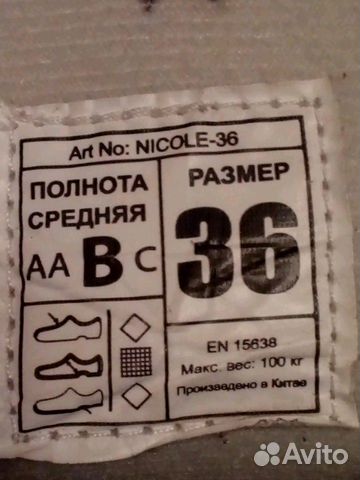 Art No: NICOLE-36
ПОЛНОТА
СРЕДНЯЯ
AA B C
РАЗМЕР
36
EN 15638
Макс. вес: 100 кг
Произведено в Китае
Avito